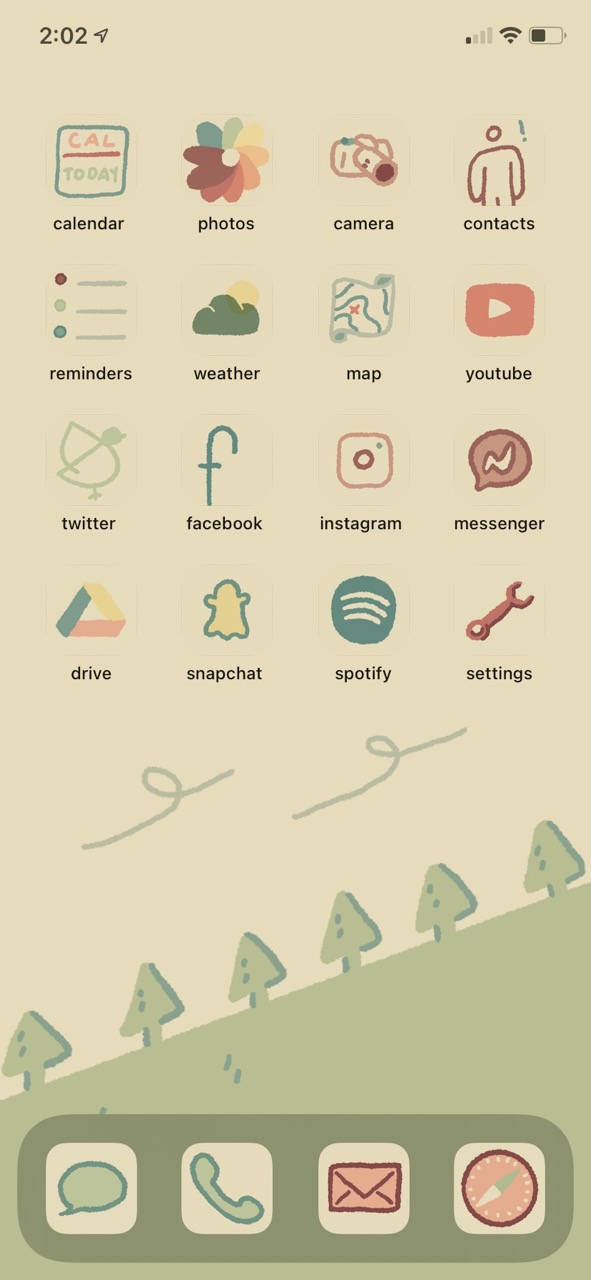 2:02
CAL
TODAY
calendar photos camera contacts
reminders weather map youtube
twitter facebook instagram messenger
drive snapchat spotify settings